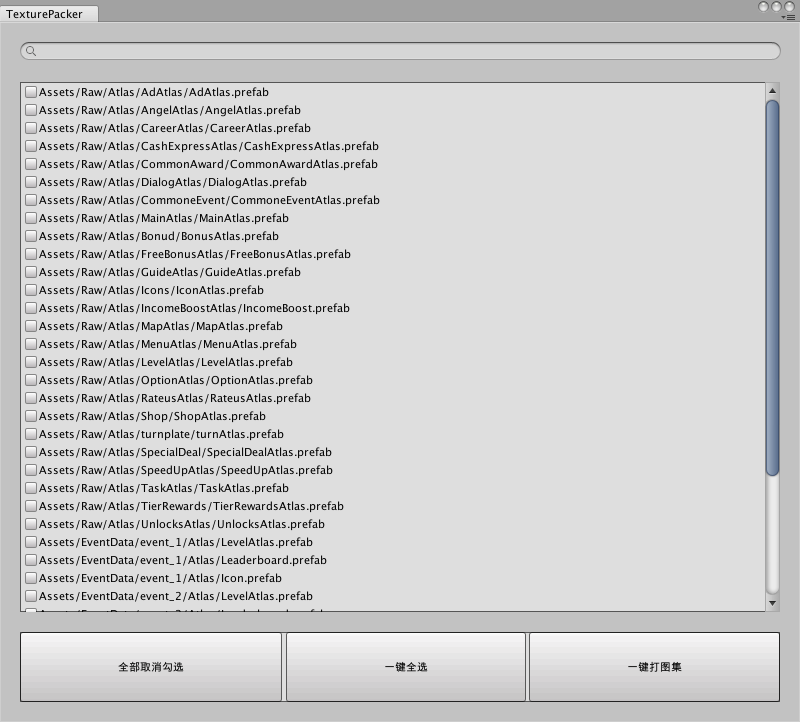 TexturePacker
Assets/Raw/Atlas/AdAtlas/AdAtlas.prefab
Assets/Raw/Atlas/AngelAtlas/AngelAtlas.prefab
Assets/Raw/Atlas/CareerAtlas/CareerAtlas.prefab
Assets/Raw/Atlas/CashExpressAtlas/CashExpressAtlas.prefab
Assets/Raw/Atlas/CommonAward/CommonAwardAtlas.prefab
Assets/Raw/Atlas/DialogAtlas/DialogAtlas.prefab
Assets/Raw/Atlas/CommoneEvent/CommoneEventAtlas.prefab
Assets/Raw/Atlas/MainAtlas/MainAtlas.prefab
Assets/Raw/Atlas/Bonud/BonusAtlas.prefab
Assets/Raw/Atlas/FreeBonusAtlas/FreeBonusAtlas.prefab
Assets/Raw/Atlas/GuideAtlas/GuideAtlas.prefab
Assets/Raw/Atlas/Icons/IconAtlas.prefab
Assets/Raw/Atlas/IncomeBoostAtlas/IncomeBoost.prefab
Assets/Raw/Atlas/MapAtlas/MapAtlas.prefab
Assets/Raw/Atlas/MenuAtlas/MenuAtlas.prefab
Assets/Raw/Atlas/LevelAtlas/LevelAtlas.prefab
Assets/Raw/Atlas/OptionAtlas/OptionAtlas.prefab
Assets/Raw/Atlas/RateusAtlas/RateusAtlas.prefab
Assets/Raw/Atlas/Shop/ShopAtlas.prefab
Assets/Raw/Atlas/turnplate/turnAtlas.prefab
Assets/Raw/Atlas/SpecialDeal/SpecialDealAtlas.prefab
Assets/Raw/Atlas/SpeedUpAtlas/SpeedUpAtlas.prefab
Assets/Raw/Atlas/TaskAtlas/TaskAtlas.prefab
Assets/Raw/Atlas/TierRewards/TierRewardsAtlas.prefab
Assets/Raw/Atlas/UnlocksAtlas/UnlocksAtlas.prefab
Assets/EventData/event_1/Atlas/LevelAtlas.prefab
Assets/EventData/event_1/Atlas/Leaderboard.prefab
Assets/EventData/event_1/Atlas/Icon.prefab
Assets/EventData/event_2/Atlas/LevelAtlas.prefab
全部取消勾选
一键全选
一键打图集